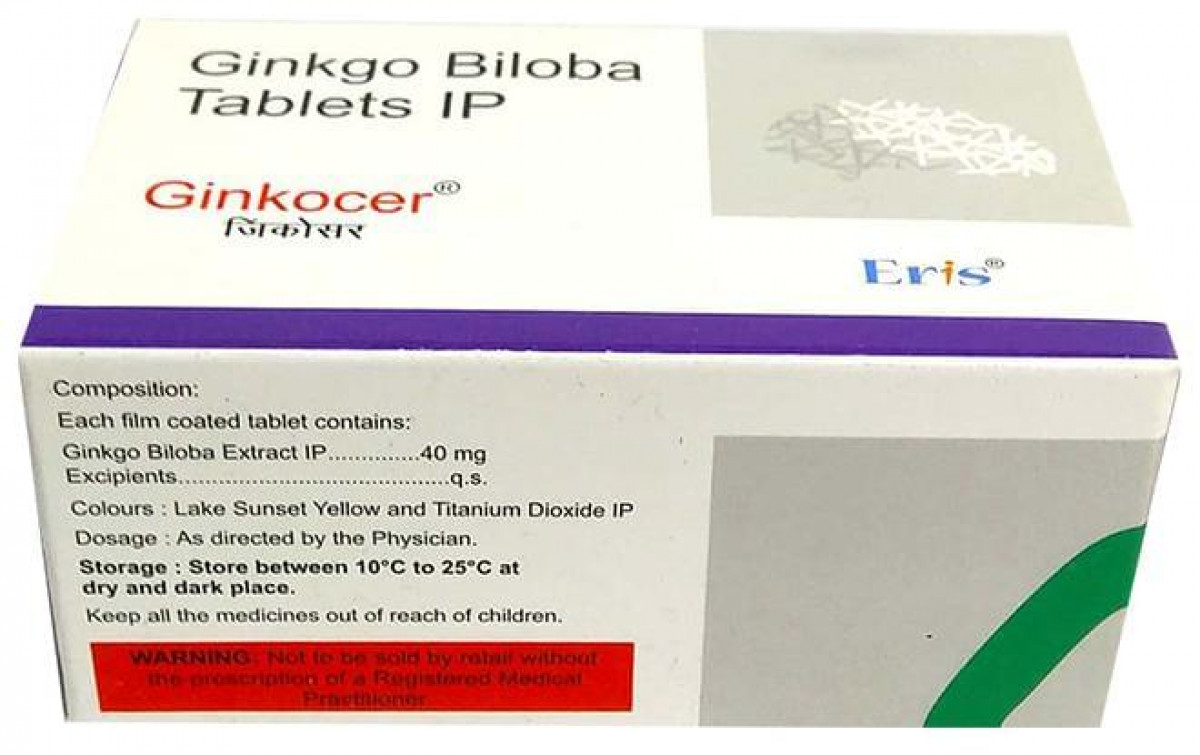 Ginkgo Biloba
Tablets IP
Ginkocer®
जिंकोसर
Eris®
Composition:
Each film coated tablet contains:
Ginkgo Biloba Extract IP..............40 mg
Excipients.........................................q.s.
Colours : Lake Sunset Yellow and Titanium Dioxide IP
Dosage : As directed by the Physician.
Storage : Store between 10°C to 25°C at
dry and dark place.
Keep all the medicines out of reach of children.
WARNING: Not to be sold by retail without
the proscription of a Registered Medical
Practitioner